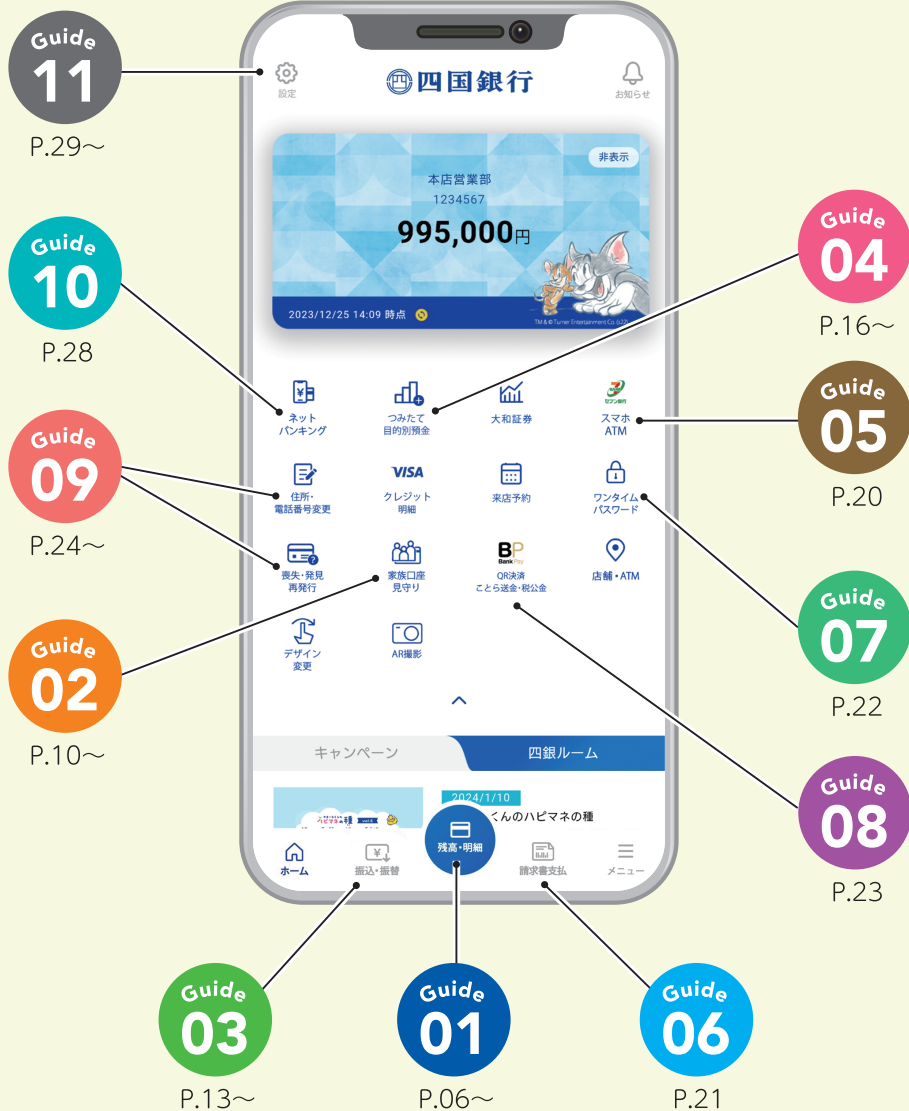 Guide
11
P.29～
設定
四国銀行
お知らせ
非表示
本店営業部
1234567
995,000円
2023/12/25 14:09 時点
TM & © Turner Entertainment Co. (s23)
Guide
10
P.28
Guide
04
P.16～
ネット
バンキング
つみたて
目的別預金
大和証券
セブン銀行
スマホ
ATM
Guide
05
P.20
Guide
09
P.24～
住所・
電話番号変更
VISA
クレジット
明細
来店予約
ワンタイム
パスワード
喪失・発見
再発行
家族口座
見守り
BP
Bank Pay
QR決済
ことら送金・税公金
店舗・ATM
Guide
07
P.22
Guide
02
P.10～
デザイン
変更
AR撮影
キャンペーン
四銀ルーム
Guide
08
P.23
ハピマネの種
2024/1/10
くんのハピマネの種
ホーム
振込・振替
残高・明細
請求書支払
メニュー
Guide
03
P.13～
Guide
01
P.06～
Guide
06
P.21